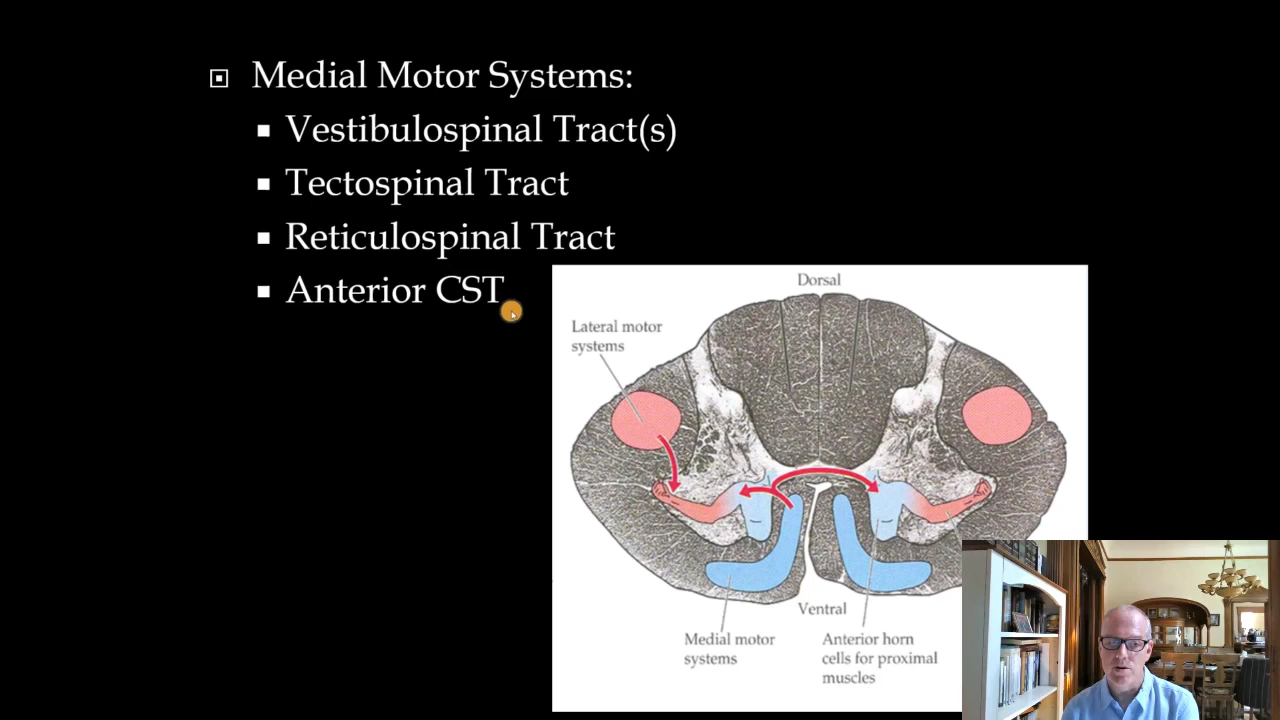 Medial Motor Systems:
Vestibulospinal Tract(s)
Tectospinal Tract
Reticulospinal Tract
Anterior CST
Dorsal
Lateral motor
systems
Ventral
Medial motor
systems
Anterior horn
cells for proximal
muscles